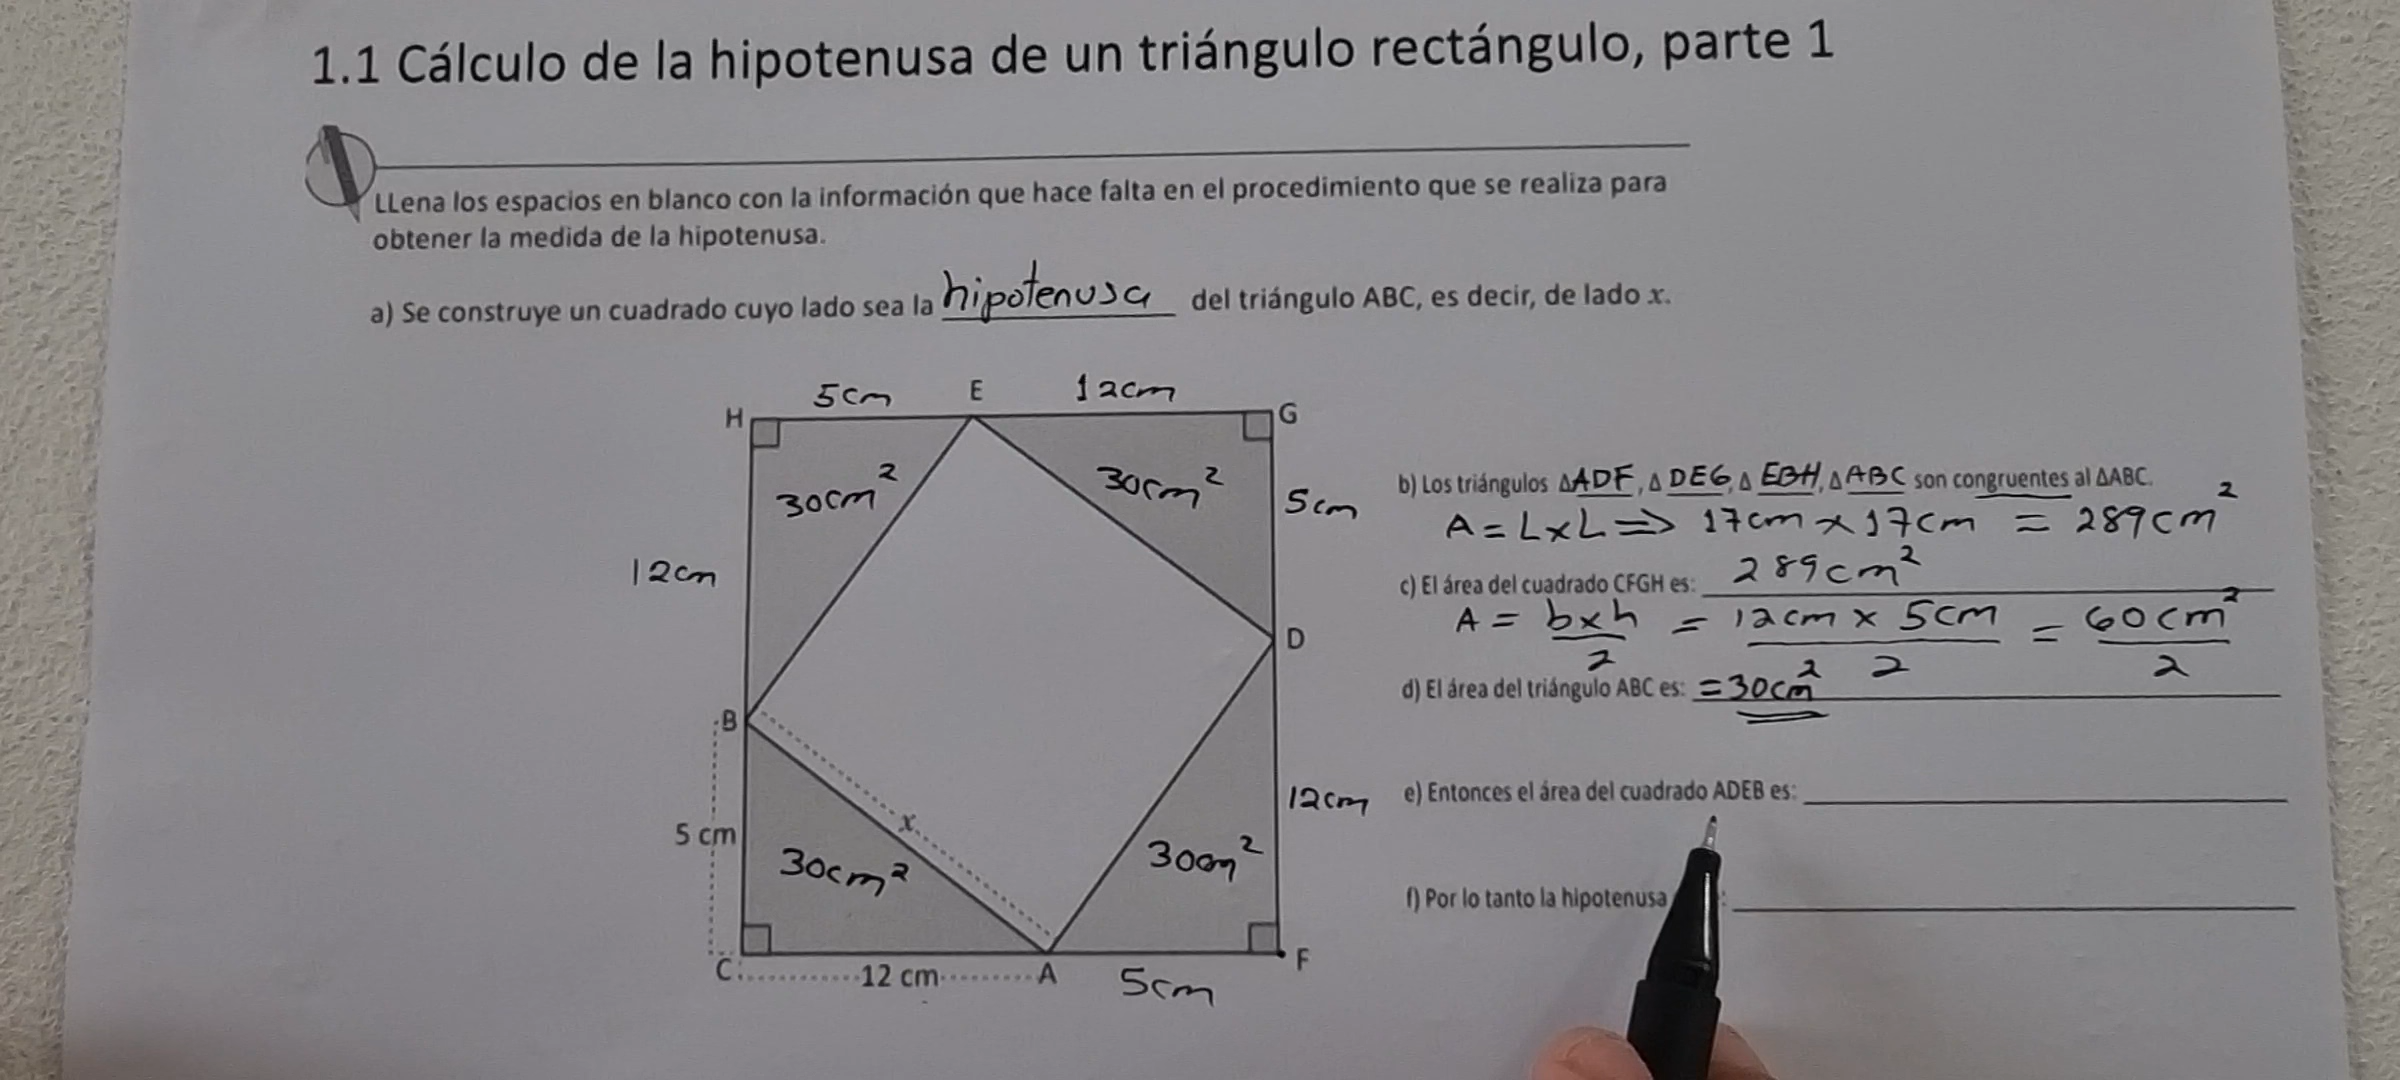 1.1 Cálculo de la hipotenusa de un triángulo rectángulo, parte 1
LLena los espacios en blanco con la información que hace falta en el procedimiento que se realiza para
obtener la medida de la hipotenusa.
a) Se construye un cuadrado cuyo lado sea la hipotenusa del triángulo ABC, es decir, de lado x.
5cm E 12cm
H G
30cm² 30cm² 5cm
12cm
D
B
x
5 cm
12cm
30cm² 30cm²
C 12 cm A 5cm F
b) Los triángulos ΔADF, Δ DEG, Δ EBH, Δ ABC son congruentes al ΔABC.
A = L x L => 17cm x 17cm = 289cm²
c) El área del cuadrado CFGH es: 289cm²
A = b x h / 2 = 12cm x 5cm / 2 = 60cm² / 2
d) El área del triángulo ABC es: = 30cm²
e) Entonces el área del cuadrado ADEB es:
f) Por lo tanto la hipotenusa :